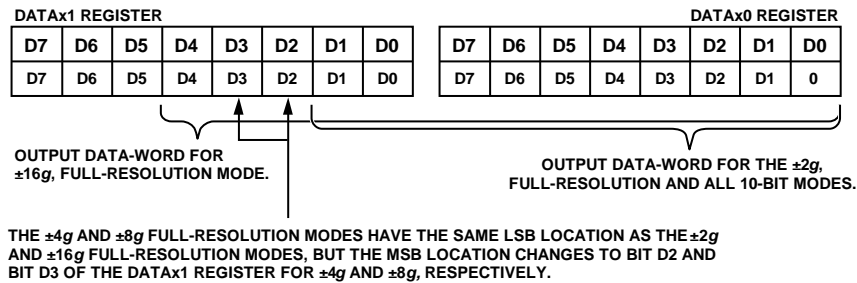 DATAx1 REGISTER DATAx0 REGISTER
D7 D6 D5 D4 D3 D2 D1 D0 D7 D6 D5 D4 D3 D2 D1 D0
D7 D6 D5 D4 D3 D2 D1 D0 D7 D6 D5 D4 D3 D2 D1 0
OUTPUT DATA-WORD FOR
±16g, FULL-RESOLUTION MODE.
OUTPUT DATA-WORD FOR THE ±2g,
FULL-RESOLUTION AND ALL 10-BIT MODES.
THE ±4g AND ±8g FULL-RESOLUTION MODES HAVE THE SAME LSB LOCATION AS THE ±2g
AND ±16g FULL-RESOLUTION MODES, BUT THE MSB LOCATION CHANGES TO BIT D2 AND
BIT D3 OF THE DATAx1 REGISTER FOR ±4g AND ±8g, RESPECTIVELY.